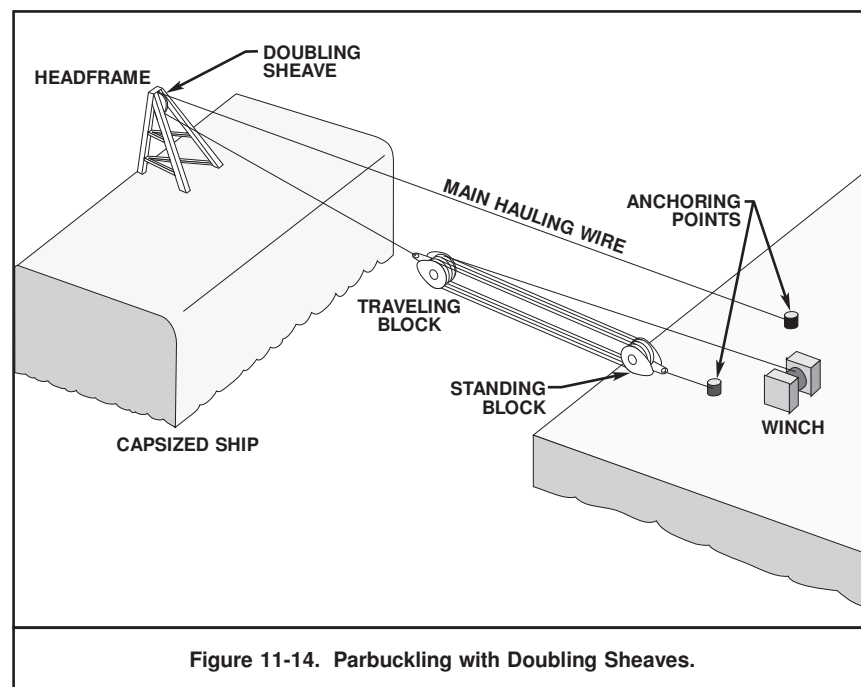 DOUBLING
SHEAVE
HEADFRAME
MAIN HAULING WIRE
ANCHORING
POINTS
TRAVELING
BLOCK
STANDING
BLOCK
WINCH
CAPSIZED SHIP
Figure 11-14. Parbuckling with Doubling Sheaves.